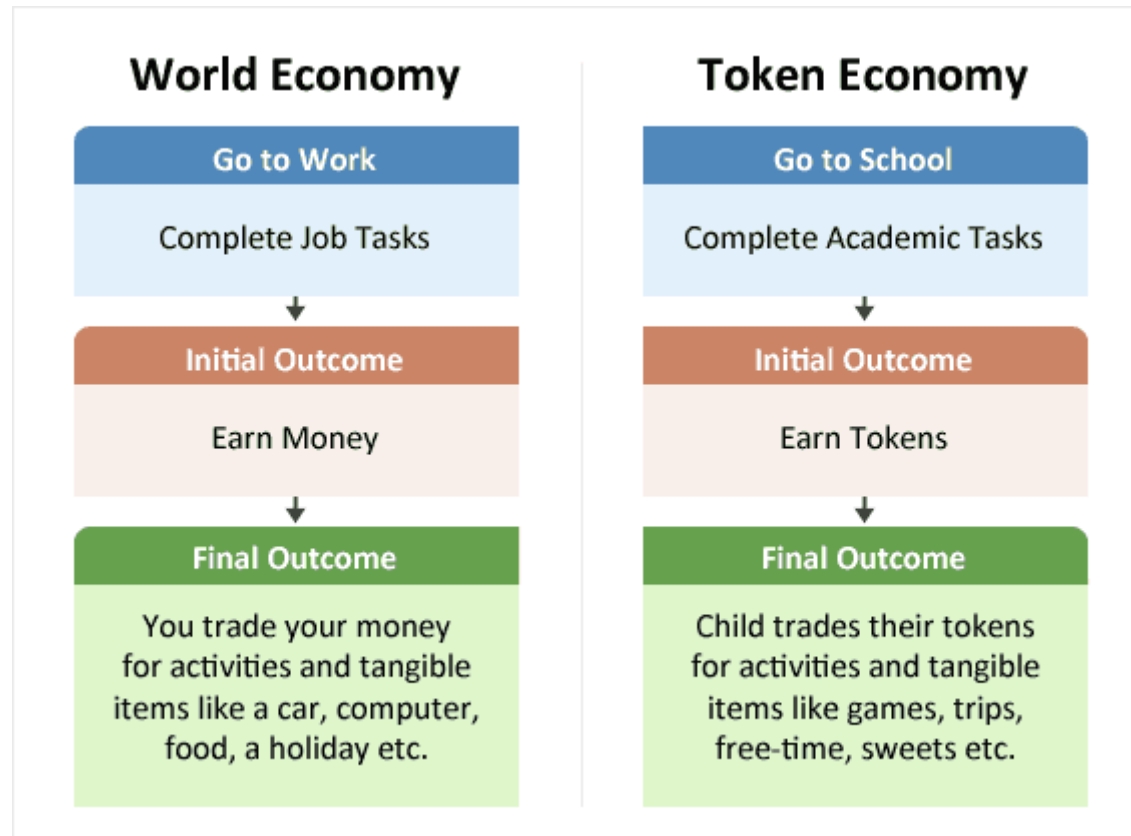 World Economy
Go to Work
Complete Job Tasks
Initial Outcome
Earn Money
Final Outcome
You trade your money
for activities and tangible
items like a car, computer,
food, a holiday etc.
Token Economy
Go to School
Complete Academic Tasks
Initial Outcome
Earn Tokens
Final Outcome
Child trades their tokens
for activities and tangible
items like games, trips,
free-time, sweets etc.